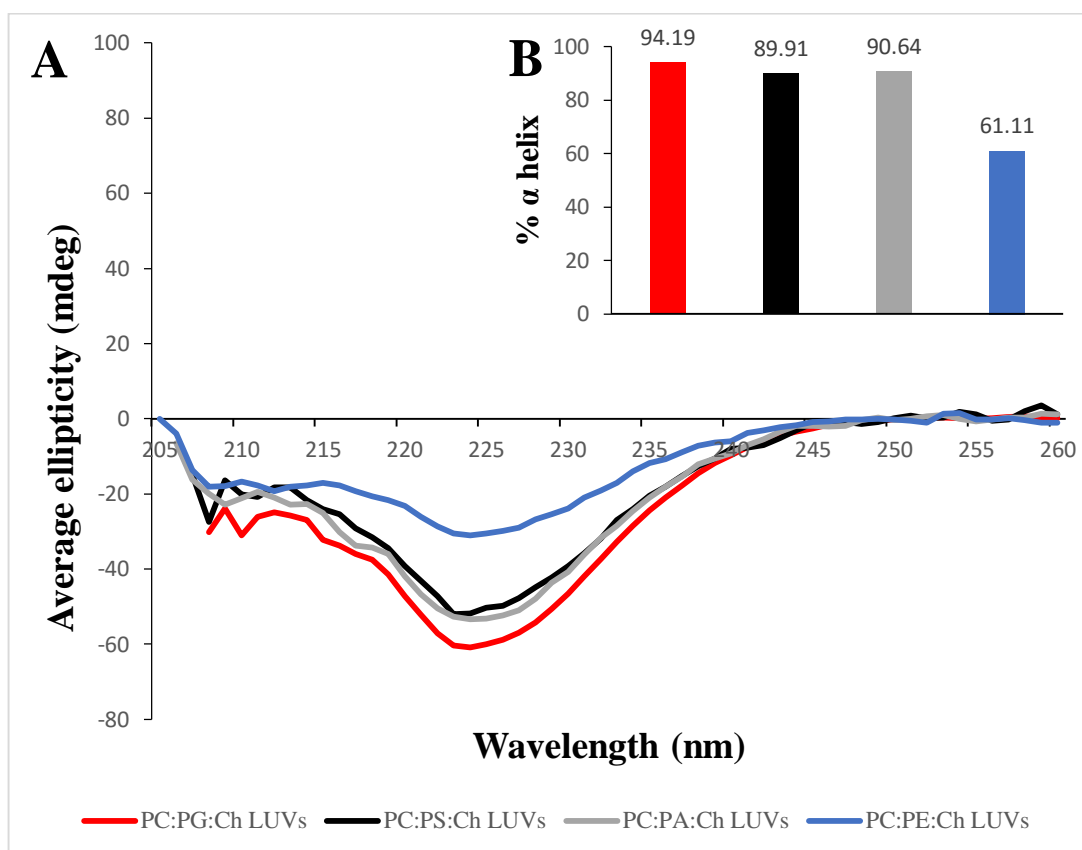 A
B
Average ellipticity (mdeg)
100
80
60
40
20
0
-20
-40
-60
-80
205 210 215 220 225 230 235 240 245 250 255 260
Wavelength (nm)
% α helix
100
80
60
40
20
0
94.19
89.91
90.64
61.11
PC:PG:Ch LUVs PC:PS:Ch LUVs PC:PA:Ch LUVs PC:PE:Ch LUVs